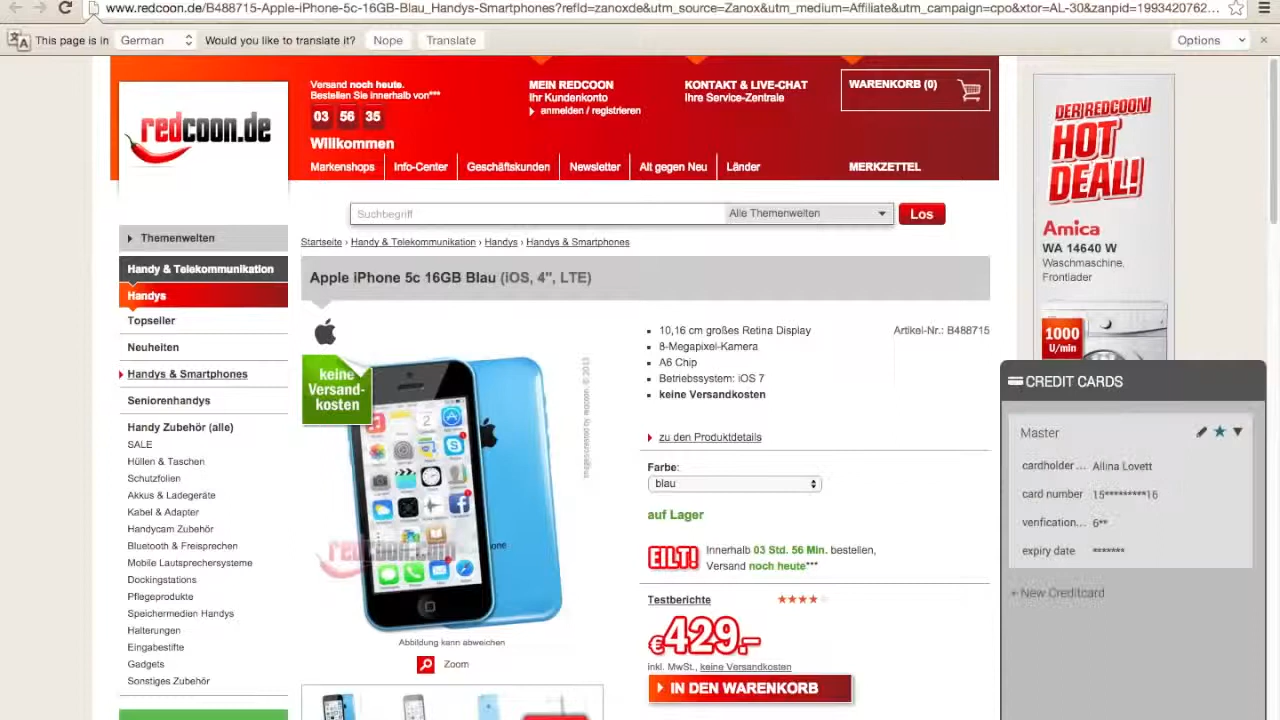 www.redcoon.de/B488715-Apple-iPhone-5c-16GB-Blau_Handys-Smartphones?refId=zanoxde&utm_source=Zanox&utm_medium=Affiliate&utm_campaign=cpo&xtor=AL-30&zanpid=1993420762...
This page is in German Would you like to translate it? Nope Translate Options
redcoon.de
Versand noch heute.
Bestellen Sie innerhalb von***
03 56 35
Willkommen
MEIN REDCOON
Ihr Kundenkonto
anmelden / registrieren
KONTAKT & LIVE-CHAT
Ihre Service-Zentrale
WARENKORB (0)
Markenshops Info-Center Geschäftskunden Newsletter Alt gegen Neu Länder MERKZETTEL
Suchbegriff Alle Themenwelten Los
Startseite › Handy & Telekommunikation › Handys › Handys & Smartphones
Themenwelten
Handy & Telekommunikation
Handys
Topseller
Neuheiten
Handys & Smartphones
Seniorenhandys
Handy Zubehör (alle)
SALE
Hüllen & Taschen
Schutzfolien
Akkus & Ladegeräte
Kabel & Adapter
Handycam Zubehör
Bluetooth & Freisprechen
Mobile Lautsprechersysteme
Dockingstations
Pflegeprodukte
Speichermedien Handys
Halterungen
Eingabestifte
Gadgets
Sonstiges Zubehör
Apple iPhone 5c 16GB Blau (iOS, 4", LTE)
keine
Versand-
kosten
redcoon.com
Abbildung kann abweichen
Zoom
10,16 cm großes Retina Display
8-Megapixel-Kamera
A6 Chip
Betriebssystem: iOS 7
keine Versandkosten
Artikel-Nr.: B488715
zu den Produktdetails
Farbe:
blau
auf Lager
EILT!
Innerhalb 03 Std. 56 Min. bestellen,
Versand noch heute***
Testberichte
€429.-
inkl. MwSt., keine Versandkosten
IN DEN WARENKORB
DER REDCOON
HOT
DEAL!
Amica
WA 14640 W
Waschmaschine,
Frontlader
1000
U/min
CREDIT CARDS
Master
cardholder ... Ailina Lovett
card number 15*********16
venfication... 6**
expiry date *******
+ New Creditcard